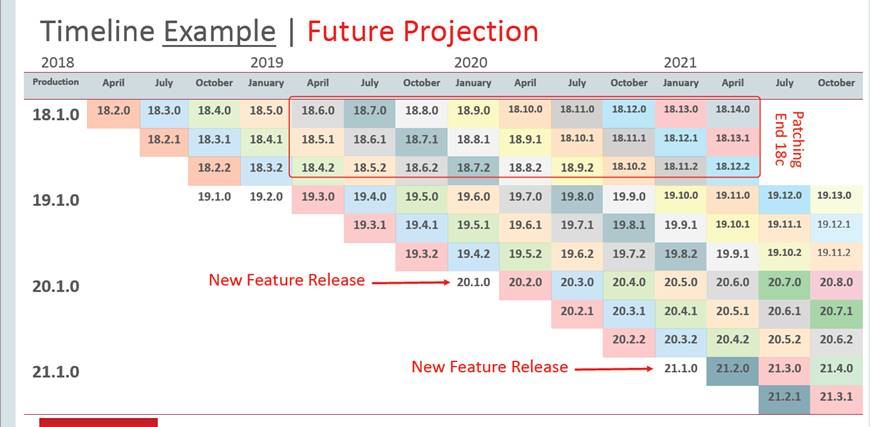 Timeline Example | Future Projection
2018 2019 2020 2021
Production April July October January April July October January April July October January April July October
18.1.0 18.2.0 18.3.0 18.4.0 18.5.0 18.6.0 18.7.0 18.8.0 18.9.0 18.10.0 18.11.0 18.12.0 18.13.0 18.14.0
18.2.1 18.3.1 18.4.1 18.5.1 18.6.1 18.7.1 18.8.1 18.9.1 18.10.1 18.11.1 18.12.1 18.13.1
18.2.2 18.3.2 18.4.2 18.5.2 18.6.2 18.7.2 18.8.2 18.9.2 18.10.2 18.11.2 18.12.2
Patching
End 18c
19.1.0 19.1.0 19.2.0 19.3.0 19.4.0 19.5.0 19.6.0 19.7.0 19.8.0 19.9.0 19.10.0 19.11.0 19.12.0 19.13.0
19.3.1 19.4.1 19.5.1 19.6.1 19.7.1 19.8.1 19.9.1 19.10.1 19.11.1 19.12.1
19.3.2 19.4.2 19.5.2 19.6.2 19.7.2 19.8.2 19.9.1 19.10.2 19.11.2
20.1.0 New Feature Release 20.1.0 20.2.0 20.3.0 20.4.0 20.5.0 20.6.0 20.7.0 20.8.0
20.2.1 20.3.1 20.4.1 20.5.1 20.6.1 20.7.1
20.2.2 20.3.2 20.4.2 20.5.2 20.6.2
21.1.0 New Feature Release 21.1.0 21.2.0 21.3.0 21.4.0
21.2.1 21.3.1